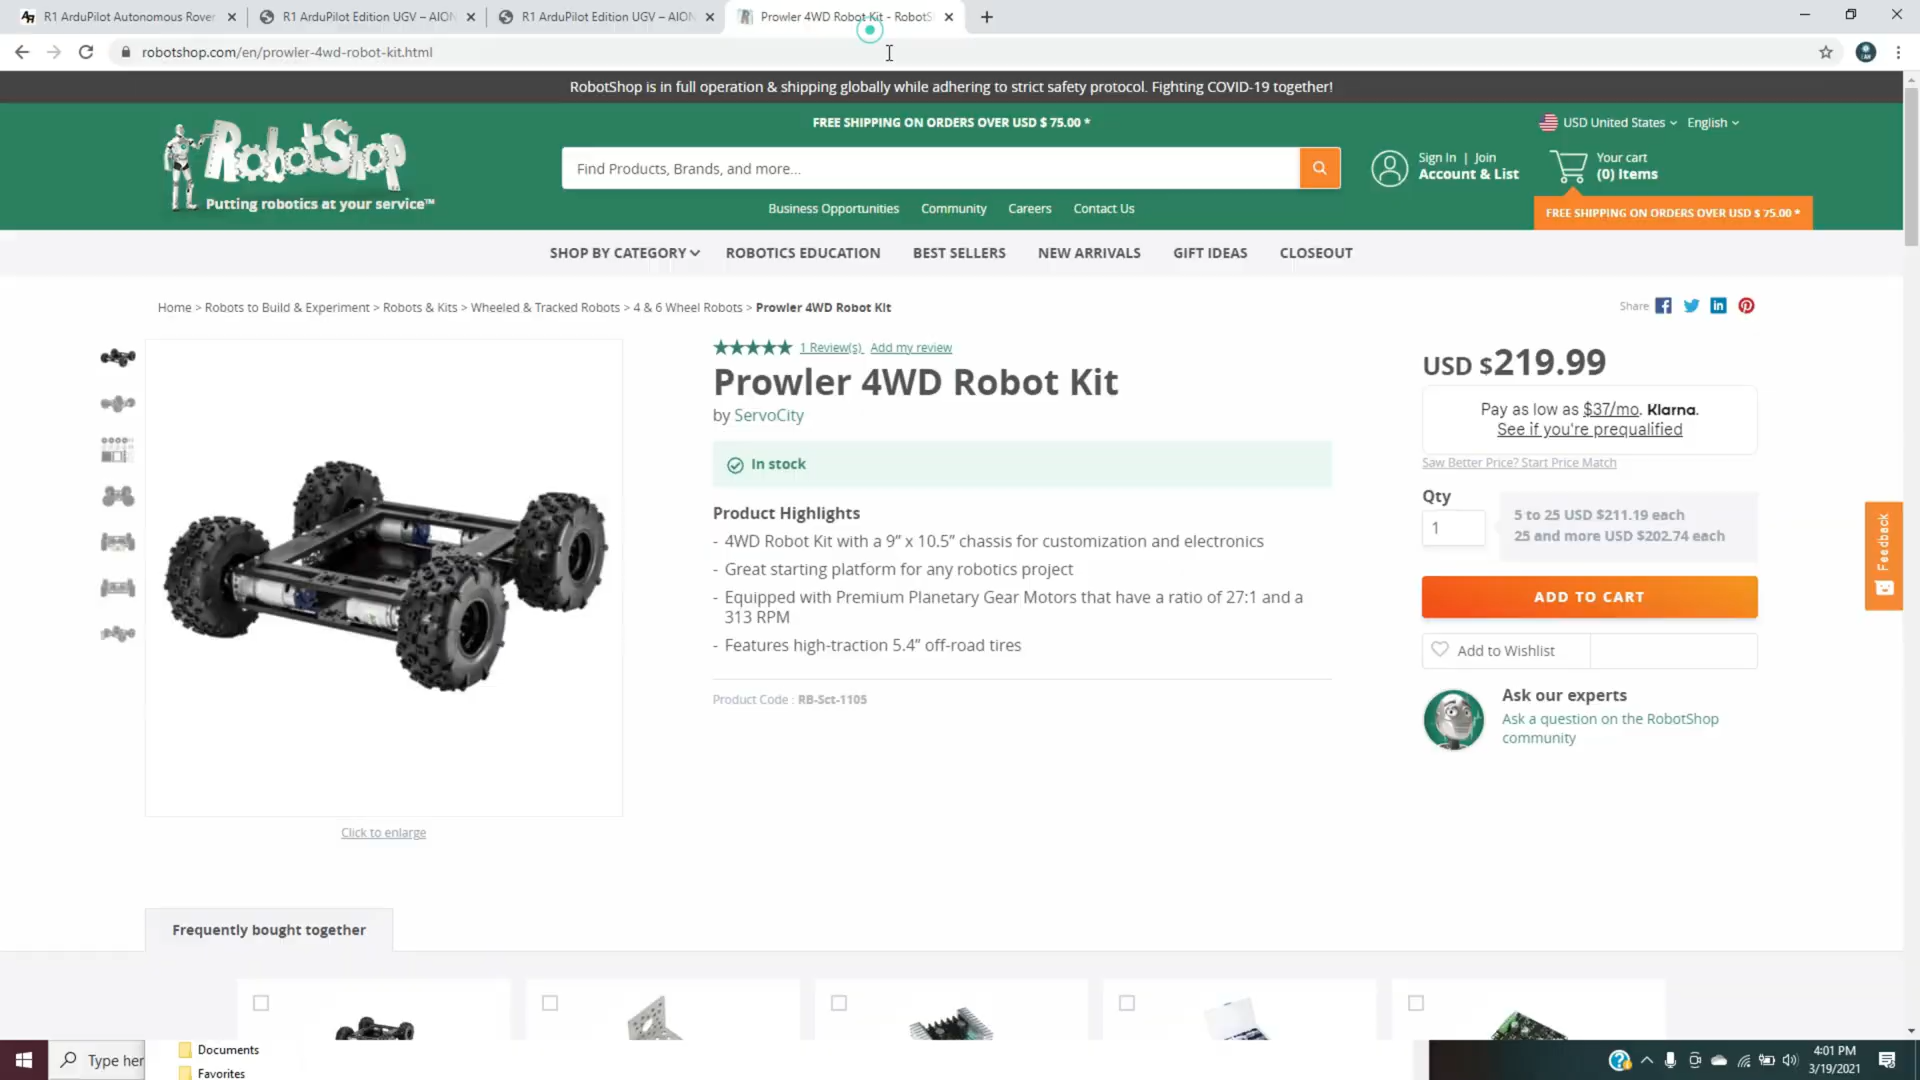 R1 ArduPilot Autonomous Rover
R1 ArduPilot Edition UGV – AION
R1 ArduPilot Edition UGV – AION
Prowler 4WD Robot Kit - RobotS
robotshop.com/en/prowler-4wd-robot-kit.html
RobotShop is in full operation & shipping globally while adhering to strict safety protocol. Fighting COVID-19 together!
FREE SHIPPING ON ORDERS OVER USD $ 75.00 *
USD United States
English
RobotShop
Putting robotics at your service™
Find Products, Brands, and more...
Sign In | Join
Account & List
Your cart
(0) Items
Business Opportunities
Community
Careers
Contact Us
FREE SHIPPING ON ORDERS OVER USD $ 75.00 *
SHOP BY CATEGORY
ROBOTICS EDUCATION
BEST SELLERS
NEW ARRIVALS
GIFT IDEAS
CLOSEOUT
Home > Robots to Build & Experiment > Robots & Kits > Wheeled & Tracked Robots > 4 & 6 Wheel Robots > Prowler 4WD Robot Kit
Share
1 Review(s)
Add my review
Prowler 4WD Robot Kit
by ServoCity
In stock
Product Highlights
- 4WD Robot Kit with a 9” x 10.5” chassis for customization and electronics
- Great starting platform for any robotics project
- Equipped with Premium Planetary Gear Motors that have a ratio of 27:1 and a
313 RPM
- Features high-traction 5.4” off-road tires
Product Code : RB-Sct-1105
USD $219.99
Pay as low as $37/mo. Klarna.
See if you're prequalified
Saw Better Price? Start Price Match
Qty
1
5 to 25 USD $211.19 each
25 and more USD $202.74 each
ADD TO CART
Add to Wishlist
Ask our experts
Ask a question on the RobotShop
community
Feedback
Click to enlarge
Frequently bought together
Type her
Documents
Favorites
4:01 PM
3/19/2021